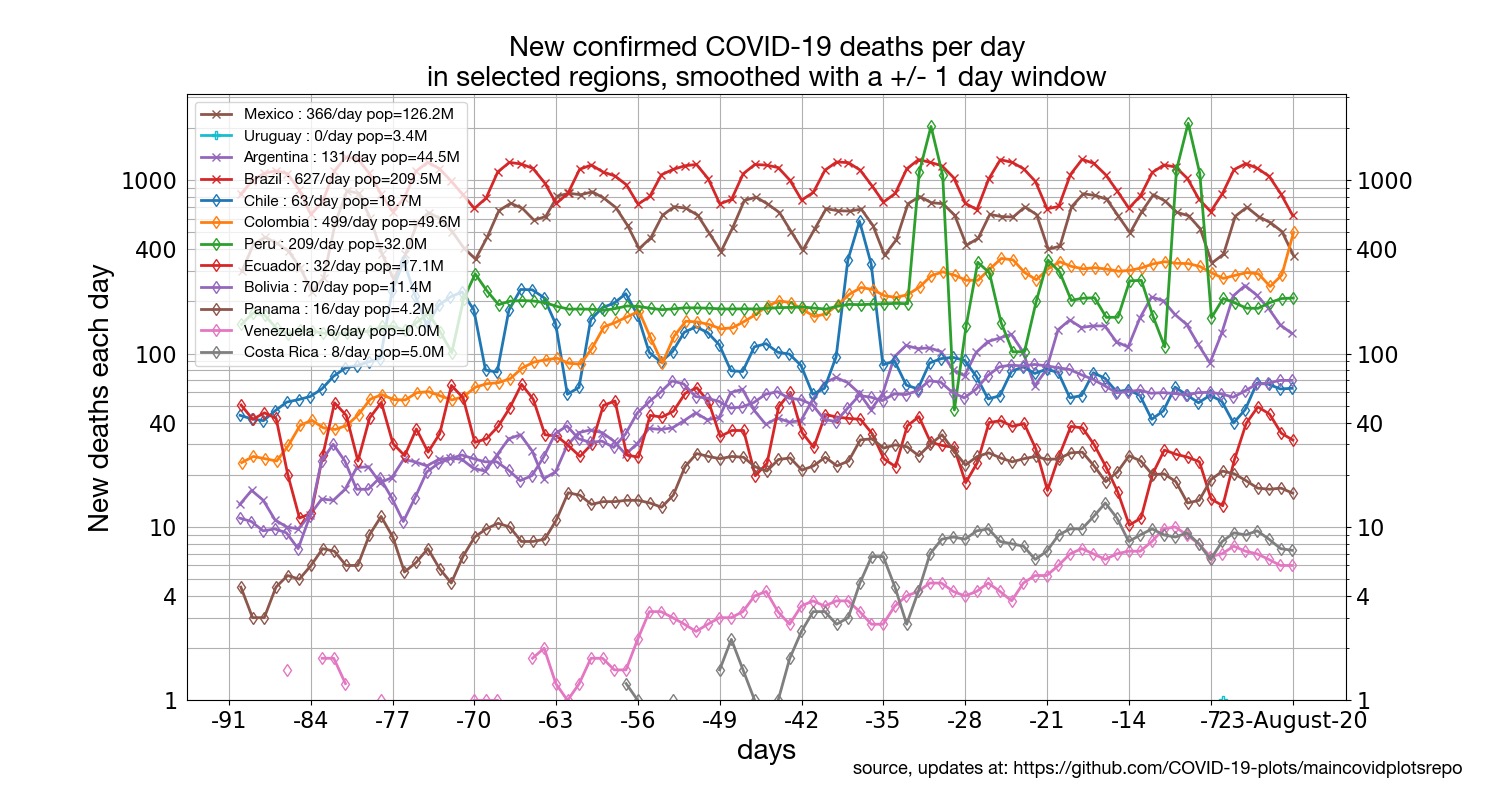 New confirmed COVID-19 deaths per day
in selected regions, smoothed with a +/- 1 day window
Mexico : 366/day pop=126.2M
Uruguay : 0/day pop=3.4M
Argentina : 131/day pop=44.5M
Brazil : 627/day pop=209.5M
Chile : 63/day pop=18.7M
Colombia : 499/day pop=49.6M
Peru : 209/day pop=32.0M
Ecuador : 32/day pop=17.1M
Bolivia : 70/day pop=11.4M
Panama : 16/day pop=4.2M
Venezuela : 6/day pop=0.0M
Costa Rica : 8/day pop=5.0M
New deaths each day
1000
400
100
40
10
4
1
1000
400
100
40
10
4
1
-91 -84 -77 -70 -63 -56 -49 -42 -35 -28 -21 -14 -7 23-August-20
days
source, updates at: https://github.com/COVID-19-plots/maincovidplotsrepo